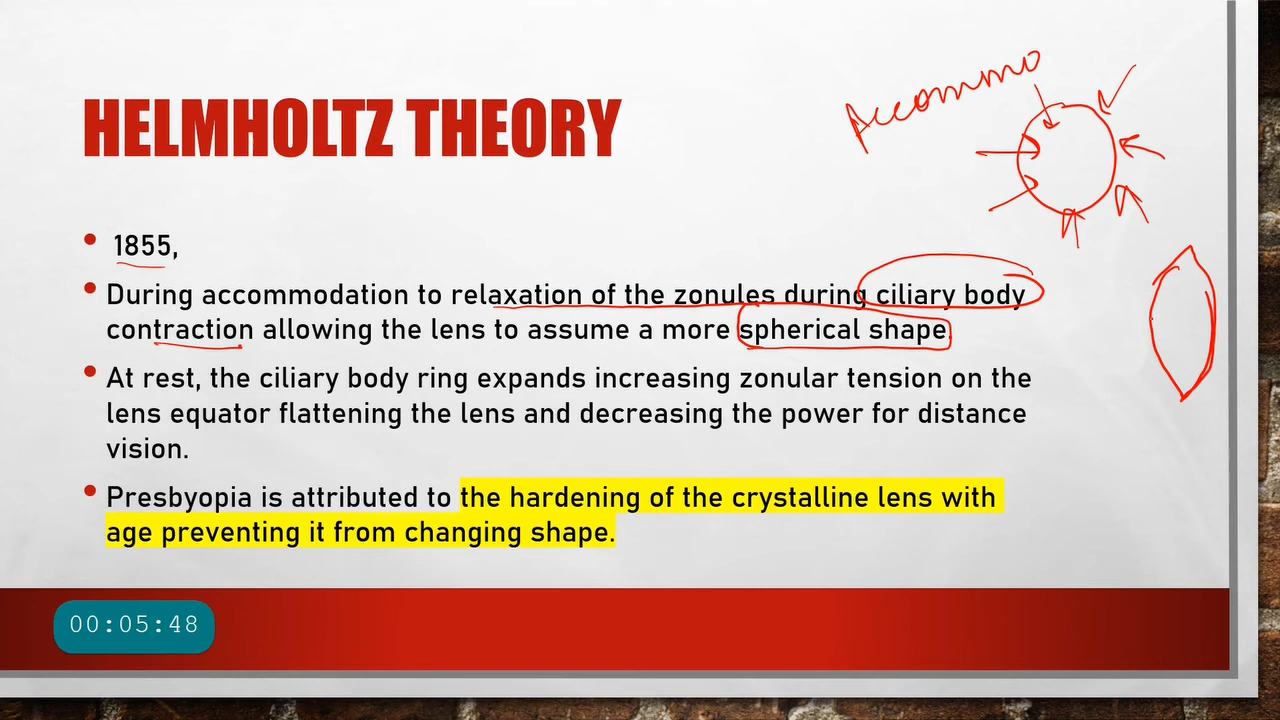 HELMHOLTZ THEORY
Accommo
1855,
During accommodation to relaxation of the zonules during ciliary body
contraction allowing the lens to assume a more spherical shape.
At rest, the ciliary body ring expands increasing zonular tension on the
lens equator flattening the lens and decreasing the power for distance
vision.
Presbyopia is attributed to the hardening of the crystalline lens with
age preventing it from changing shape.
00:05:48